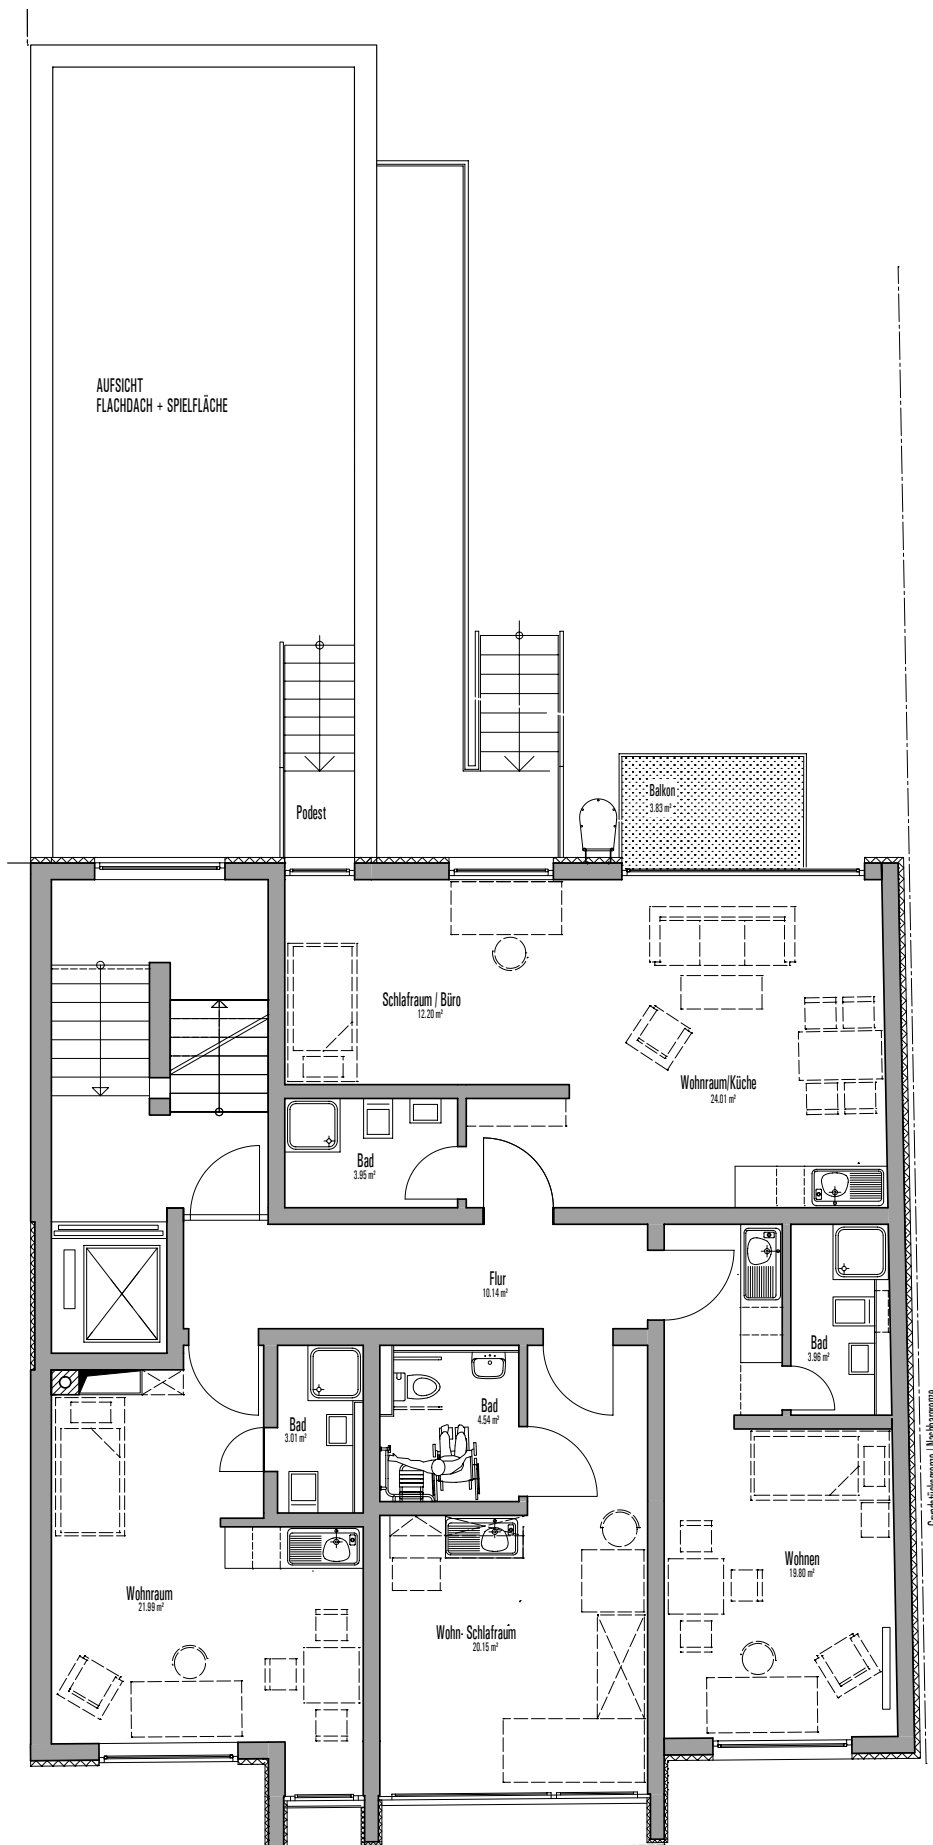 AUFSICHT
FLACHDACH + SPIELFLÄCHE
Podest
Balkon
3.83 m²
Schlafraum / Büro
12.20 m²
Wohnraum/Küche
24.01 m²
Bad
3.95 m²
Flur
10.14 m²
Bad
3.96 m²
Bad
3.01 m²
Bad
4.54 m²
Wohnraum
21.99 m²
Wohn- Schlafraum
20.15 m²
Wohnen
19.80 m²
Grundstücksgrenze / Nachbargrenze